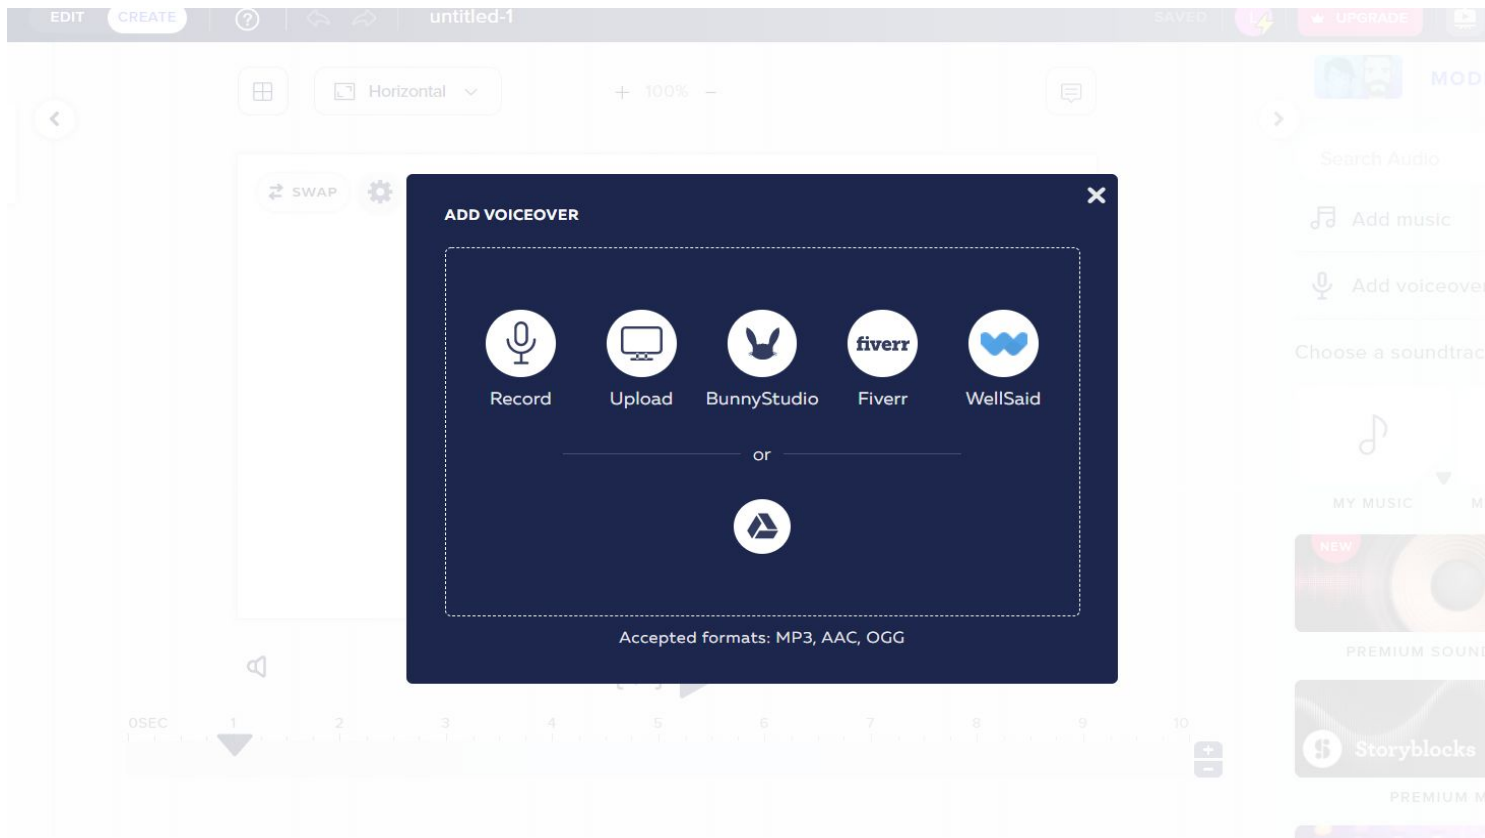 EDIT CREATE ? untitled-1 SAVED UPGRADE
Horizontal + 100% −
MOD
Search Audio
SWAP
ADD VOICEOVER
Add music
Add voiceover
fiverr
Record Upload BunnyStudio Fiverr WellSaid
Choose a soundtrac
or
MY MUSIC M
NEW
Accepted formats: MP3, AAC, OGG
PREMIUM SOUN
0SEC 1 2 3 4 5 6 7 8 9 10
Storyblocks
PREMIUM M